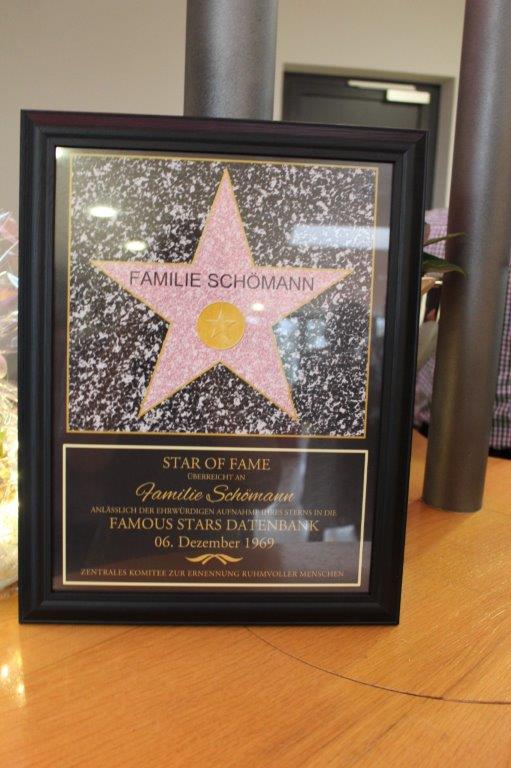 FAMILIE SCHÖMANN
STAR OF FAME
ÜBERREICHT AN
Familie Schömann
ANLÄSSLICH DER EHRWÜRDIGEN AUFNAHME IHRES STERNS IN DIE
FAMOUS STARS DATENBANK
06. Dezember 1969
ZENTRALES KOMITEE ZUR ERNENNUNG RUHMVOLLER MENSCHEN